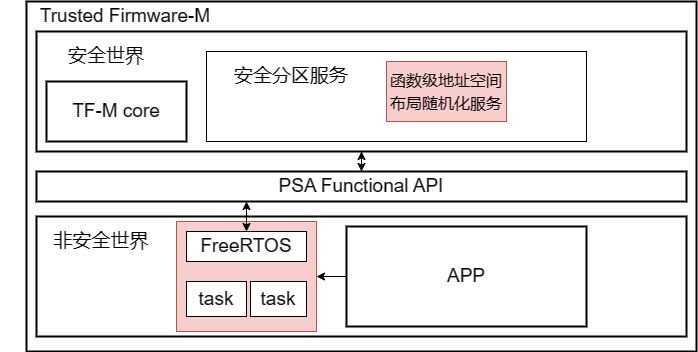 Trusted Firmware-M
安全世界
TF-M core
安全分区服务
函数级地址空间
布局随机化服务
PSA Functional API
非安全世界
FreeRTOS
task
task
APP